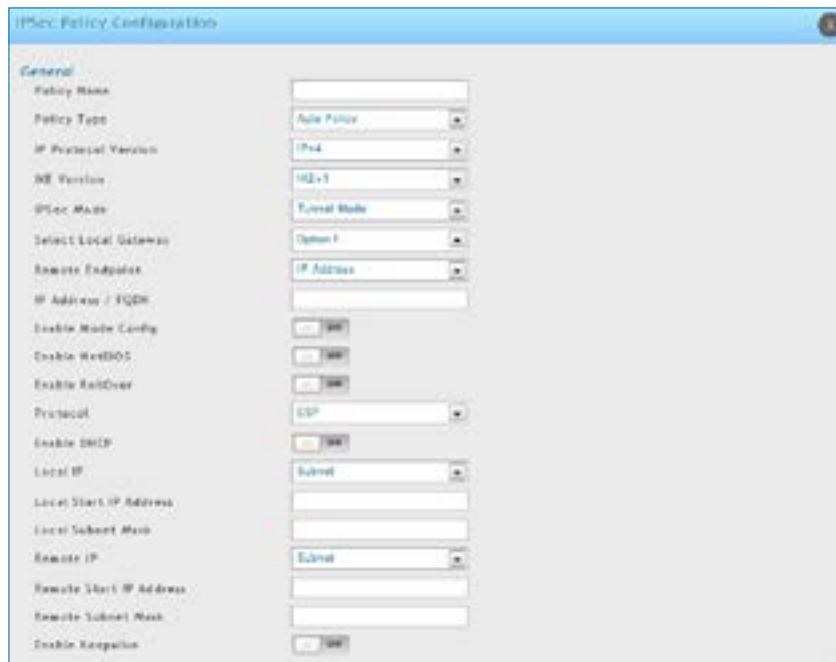 IPSec Policy Configuration
General
Policy Name
Policy Type Auto Policy
IP Protocol Version IPv4
IKE Version IKEv1
IPSec Mode Tunnel Mode
Select Local Gateway Option1
Remote Endpoint IP Address
IP Address / FQDN
Enable Mode Config OFF
Enable NetBIOS OFF
Enable RollOver OFF
Protocol ESP
Enable DHCP OFF
Local IP Subnet
Local Start IP Address
Local Subnet Mask
Remote IP Subnet
Remote Start IP Address
Remote Subnet Mask
Enable Keepalive OFF